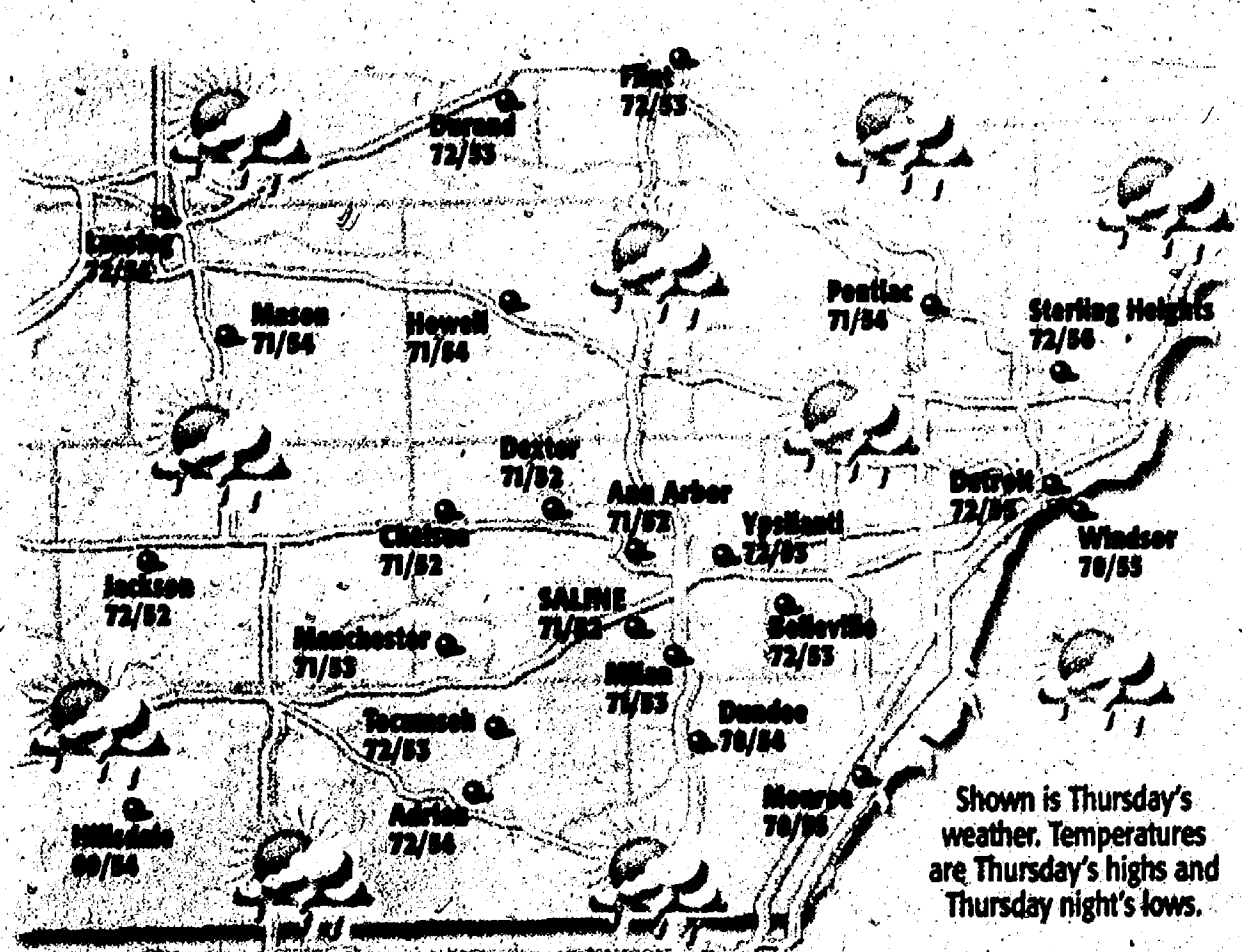 Flint
72/53
Durand
72/53
Lansing
72/54
Mason
71/54
Howell
71/54
Pontiac
71/54
Sterling Heights
72/56
Dexter
71/52
Ann Arbor
71/52
Ypsilanti
72/53
Detroit
72/55
Windsor
70/55
Chelsea
71/52
Jackson
72/52
SALINE
71/52
Belleville
72/53
Manchester
71/53
Milan
71/53
Tecumseh
72/53
Dundee
70/54
Monroe
70/55
Adrian
72/54
Hillsdale
Shown is Thursday's
weather. Temperatures
are Thursday's highs and
Thursday night's lows.